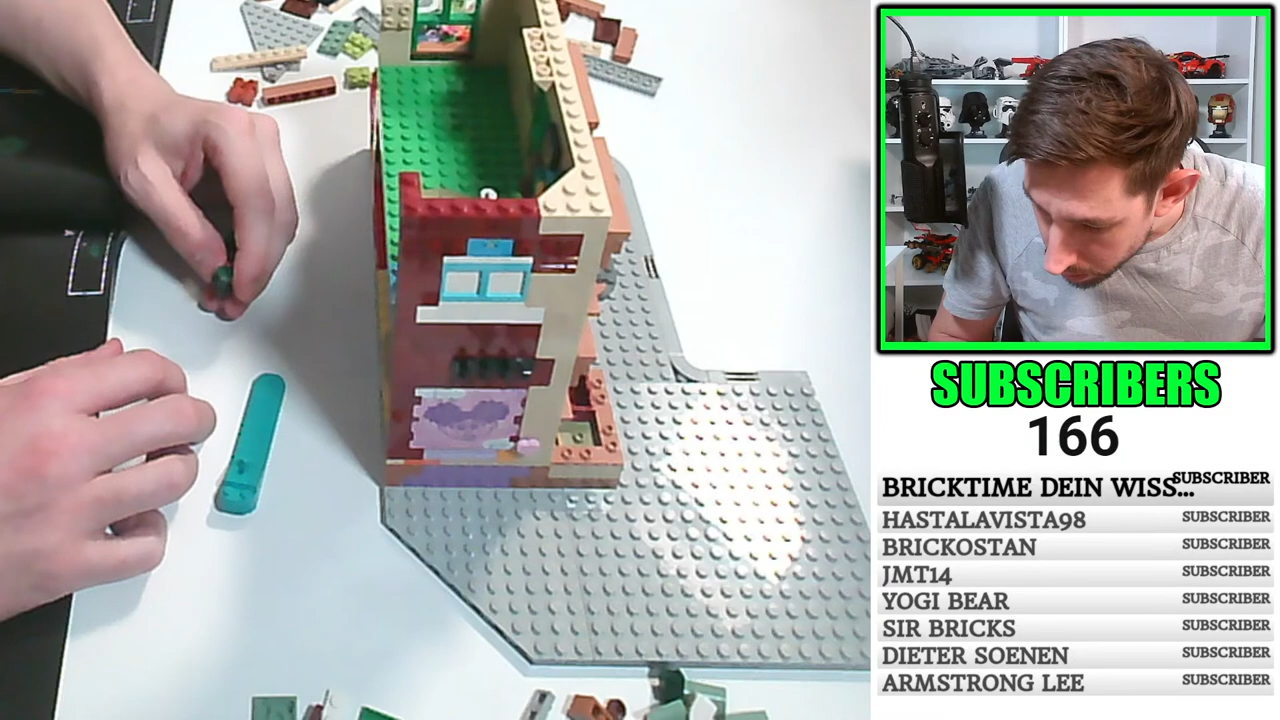 SUBSCRIBERS
166
BRICKTIME DEIN WISS... SUBSCRIBER
HASTALAVISTA98 SUBSCRIBER
BRICKOSTAN SUBSCRIBER
JMT14 SUBSCRIBER
YOGI BEAR SUBSCRIBER
SIR BRICKS SUBSCRIBER
DIETER SOENEN SUBSCRIBER
ARMSTRONG LEE SUBSCRIBER